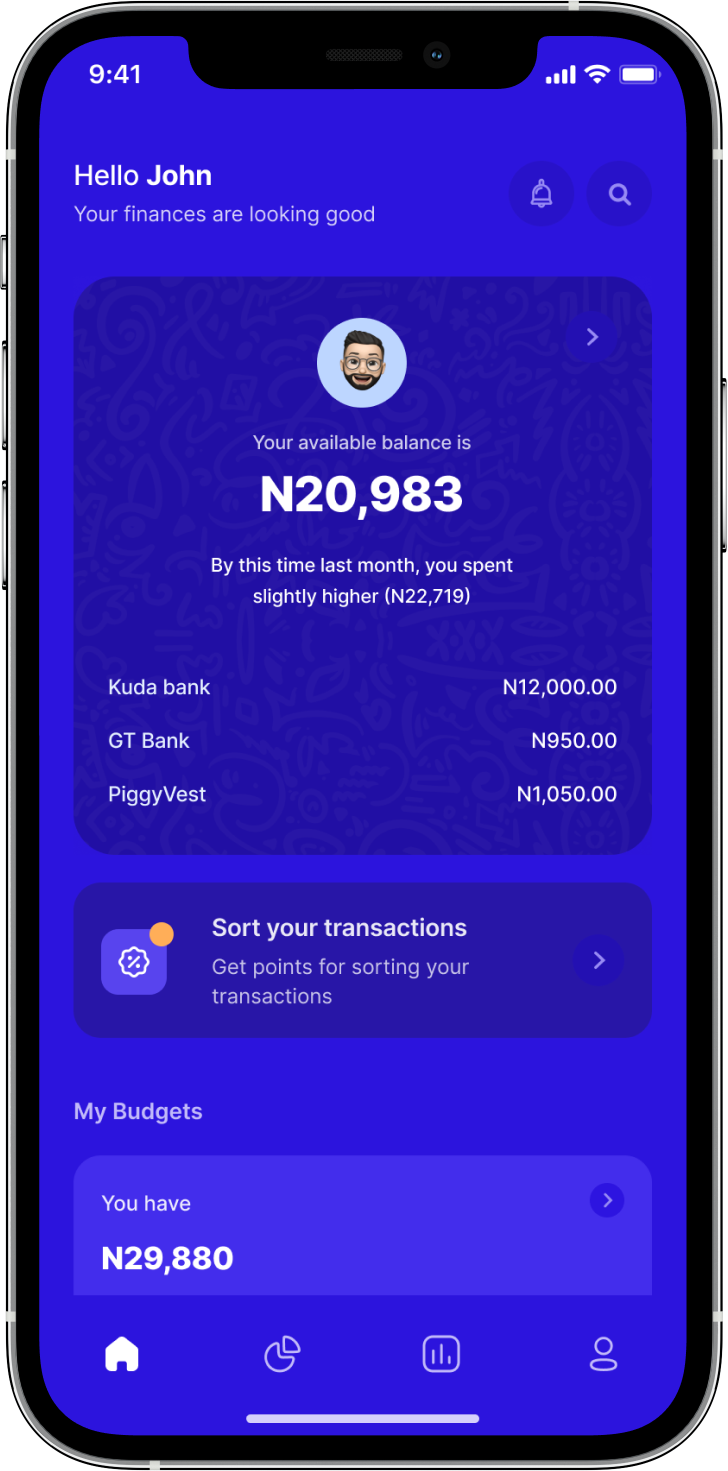 9:41
Hello John
Your finances are looking good
Your available balance is
N20,983
By this time last month, you spent
slightly higher (N22,719)
Kuda bank N12,000.00
GT Bank N950.00
PiggyVest N1,050.00
Sort your transactions
Get points for sorting your
transactions
My Budgets
You have
N29,880